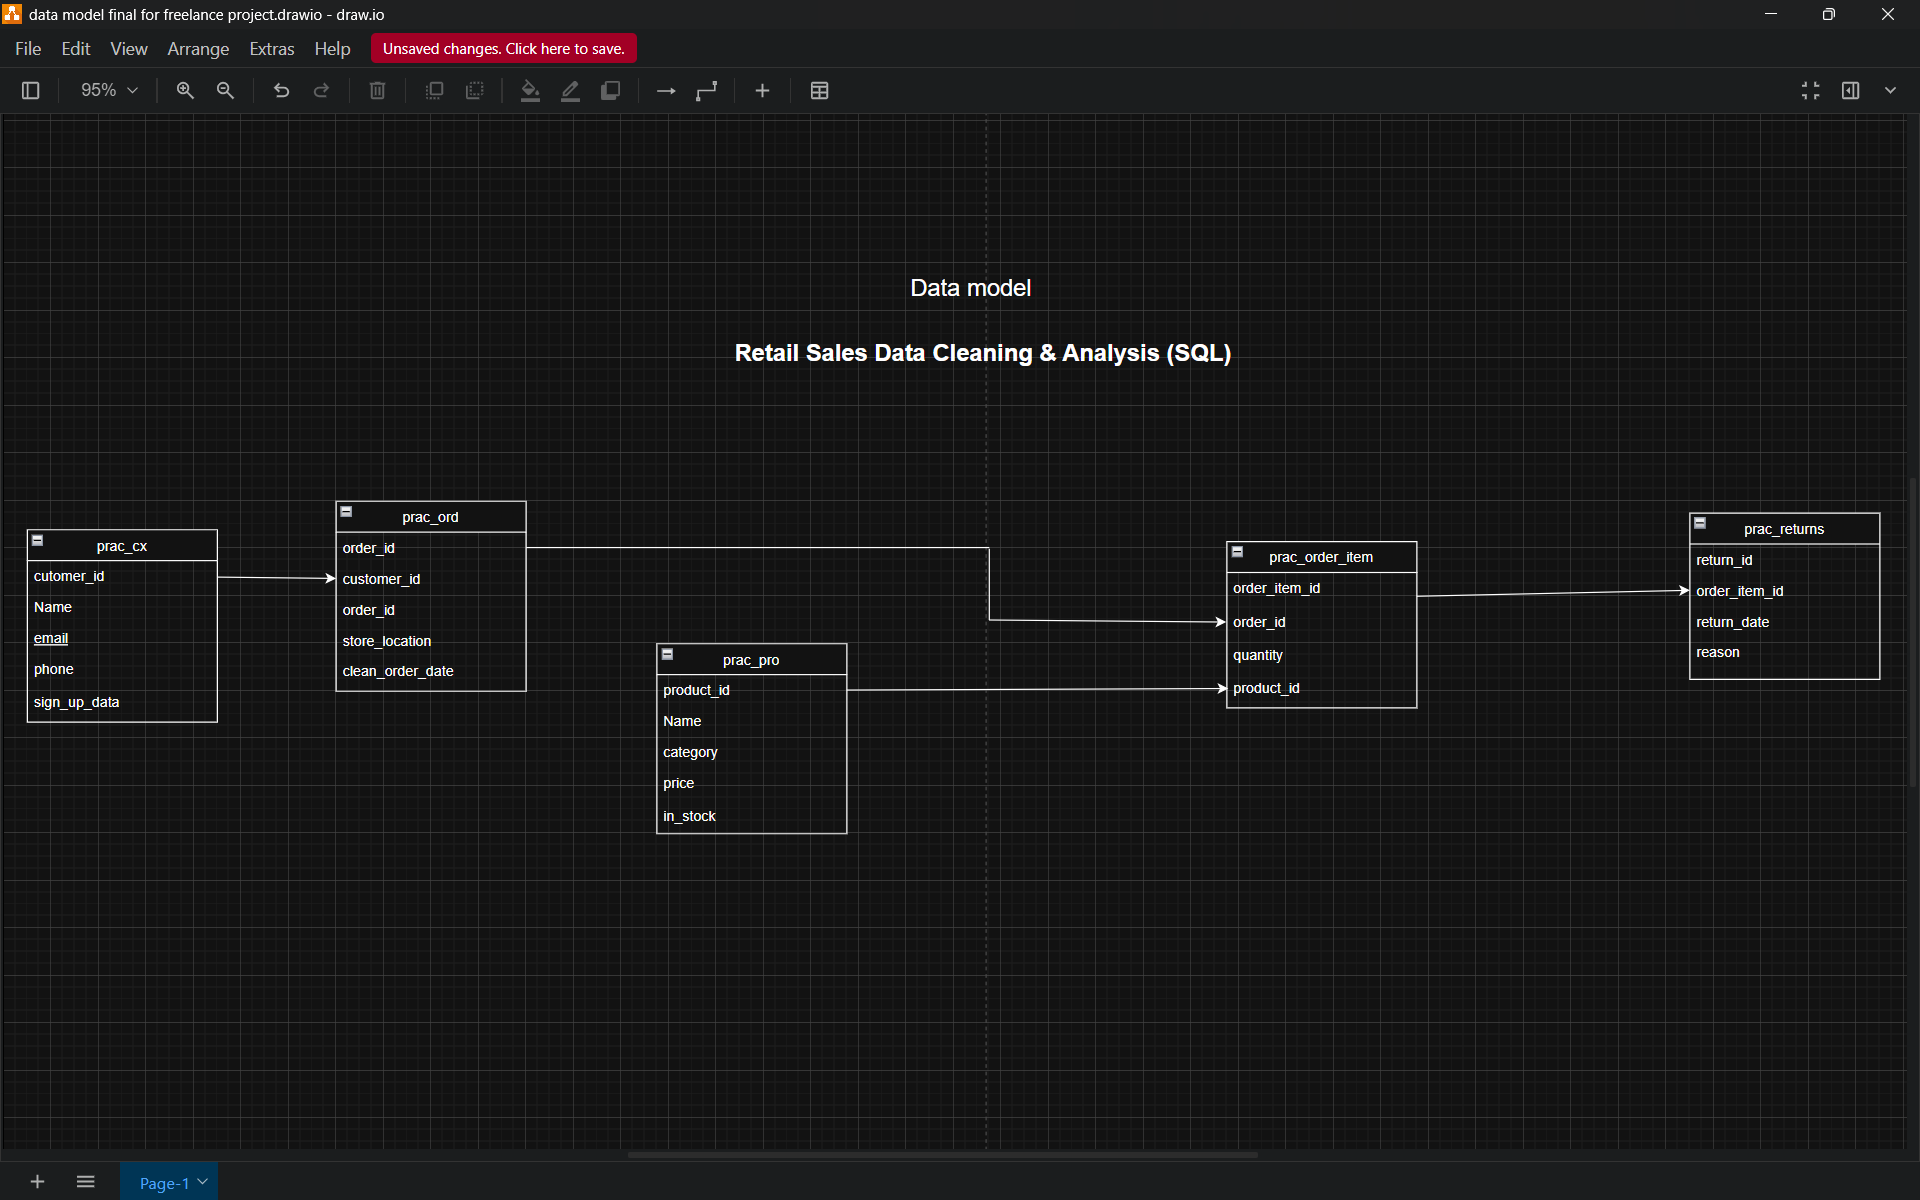 data model final for freelance project.drawio - draw.io
File Edit View Arrange Extras Help Unsaved changes. Click here to save.
95%
Data model
Retail Sales Data Cleaning & Analysis (SQL)
prac_cx
cutomer_id
Name
email
phone
sign_up_data
prac_ord
order_id
customer_id
order_id
store_location
clean_order_date
prac_pro
product_id
Name
category
price
in_stock
prac_order_item
order_item_id
order_id
quantity
product_id
prac_returns
return_id
order_item_id
return_date
reason
Page-1